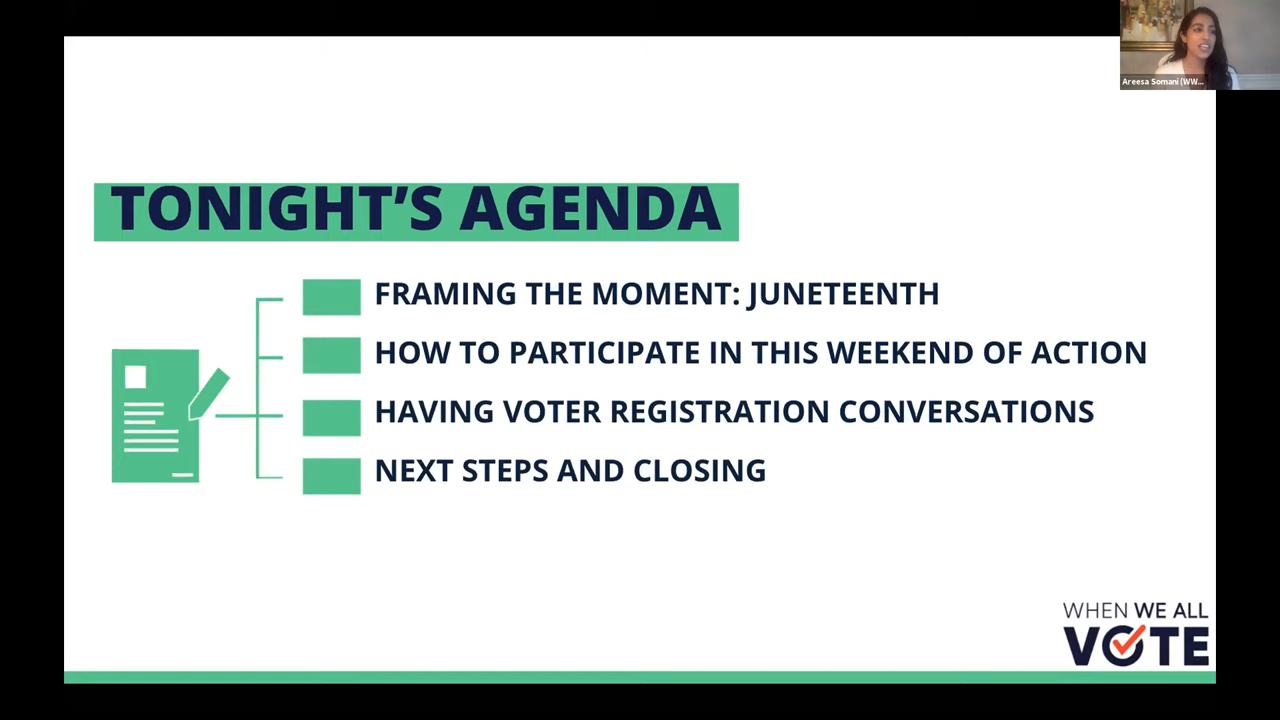 Areesa Somani (WW...
TONIGHT'S AGENDA
FRAMING THE MOMENT: JUNETEENTH
HOW TO PARTICIPATE IN THIS WEEKEND OF ACTION
HAVING VOTER REGISTRATION CONVERSATIONS
NEXT STEPS AND CLOSING
WHEN WE ALL
VOTE